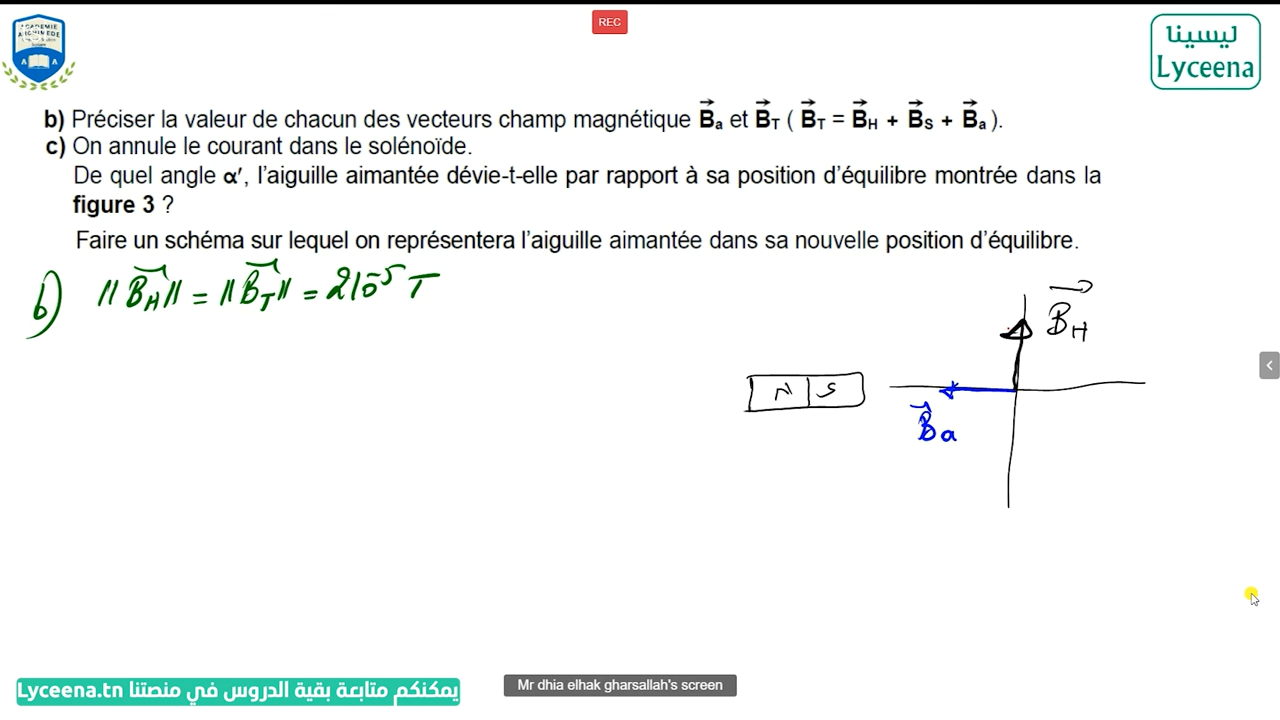 REC
ACADEMIE
ARCHIMEDE
A A
ليسينا
Lyceena
b) Préciser la valeur de chacun des vecteurs champ magnétique B⃗a et B⃗T ( B⃗T = B⃗H + B⃗S + B⃗a ).
c) On annule le courant dans le solénoïde.
De quel angle α′, l’aiguille aimantée dévie-t-elle par rapport à sa position d’équilibre montrée dans la
figure 3 ?
Faire un schéma sur lequel on représentera l’aiguille aimantée dans sa nouvelle position d’équilibre.
b) ||B⃗H|| = ||B⃗T|| = 2 10⁻⁵ T
B⃗H
N S
B⃗a
يمكنكم متابعة بقية الدروس في منصتنا Lyceena.tn
Mr dhia elhak gharsallah's screen